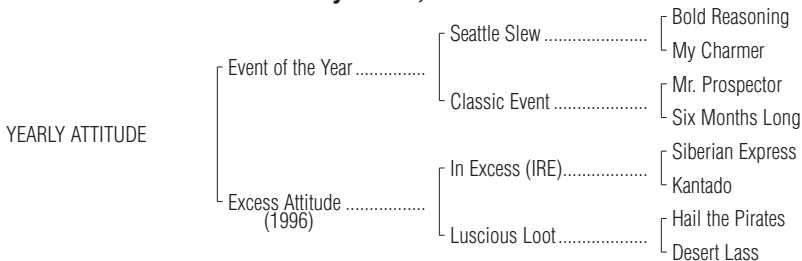 Seattle Slew
Bold Reasoning
My Charmer
Event of the Year
Classic Event
Mr. Prospector
Six Months Long
YEARLY ATTITUDE
In Excess (IRE)
Siberian Express
Kantado
Excess Attitude
(1996)
Luscious Loot
Hail the Pirates
Desert Lass